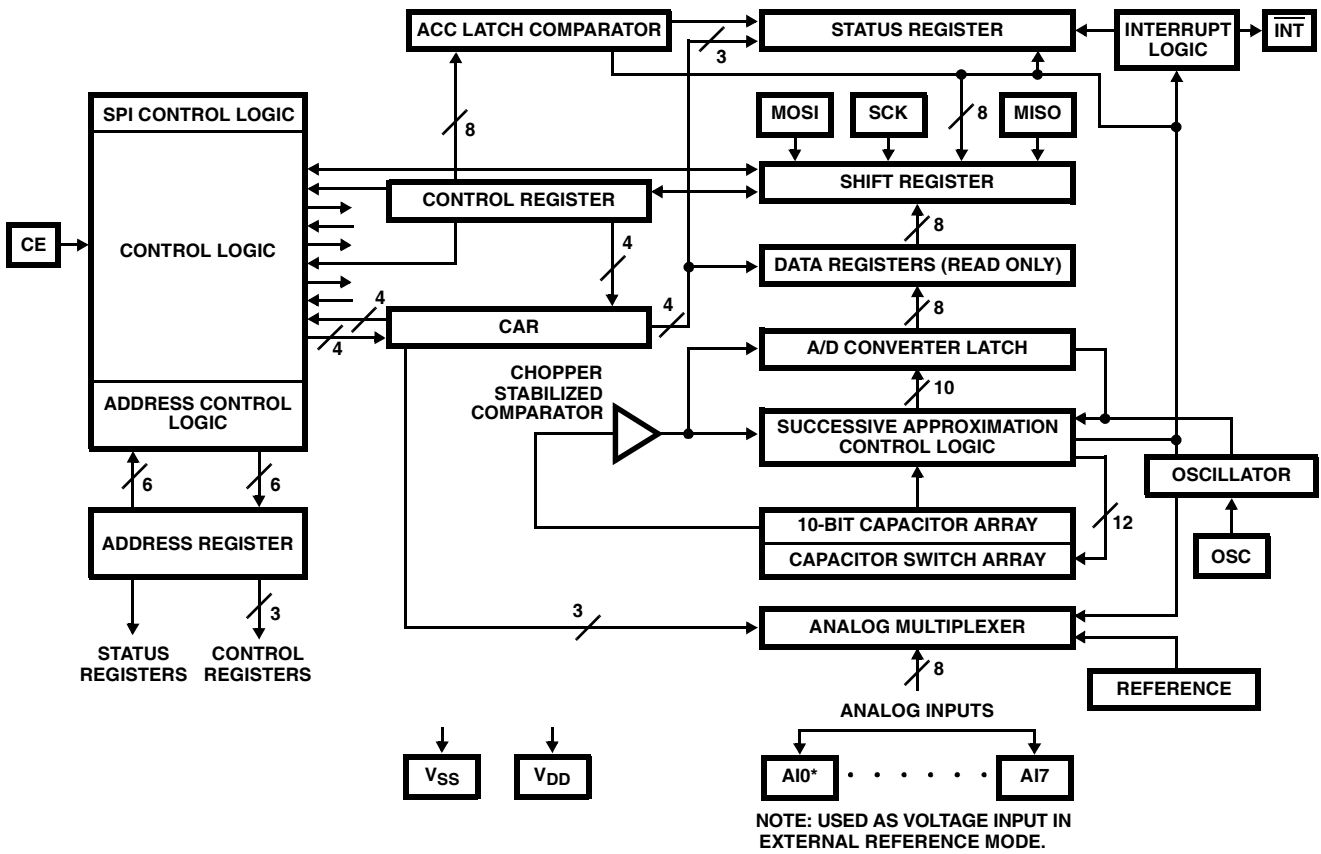 ACC LATCH COMPARATOR
3
STATUS REGISTER
INTERRUPT
LOGIC
INT
SPI CONTROL LOGIC
8
MOSI
SCK
8
MISO
SHIFT REGISTER
CONTROL REGISTER
CE
CONTROL LOGIC
4
8
DATA REGISTERS (READ ONLY)
4
4
4
CAR
8
A/D CONVERTER LATCH
CHOPPER
STABILIZED
COMPARATOR
10
ADDRESS CONTROL
LOGIC
SUCCESSIVE APPROXIMATION
CONTROL LOGIC
OSCILLATOR
6
6
12
10-BIT CAPACITOR ARRAY
CAPACITOR SWITCH ARRAY
OSC
ADDRESS REGISTER
3
3
ANALOG MULTIPLEXER
STATUS
REGISTERS
CONTROL
REGISTERS
8
REFERENCE
ANALOG INPUTS
VSS
VDD
AI0*
. . . . . . .
AI7
NOTE: USED AS VOLTAGE INPUT IN
EXTERNAL REFERENCE MODE.